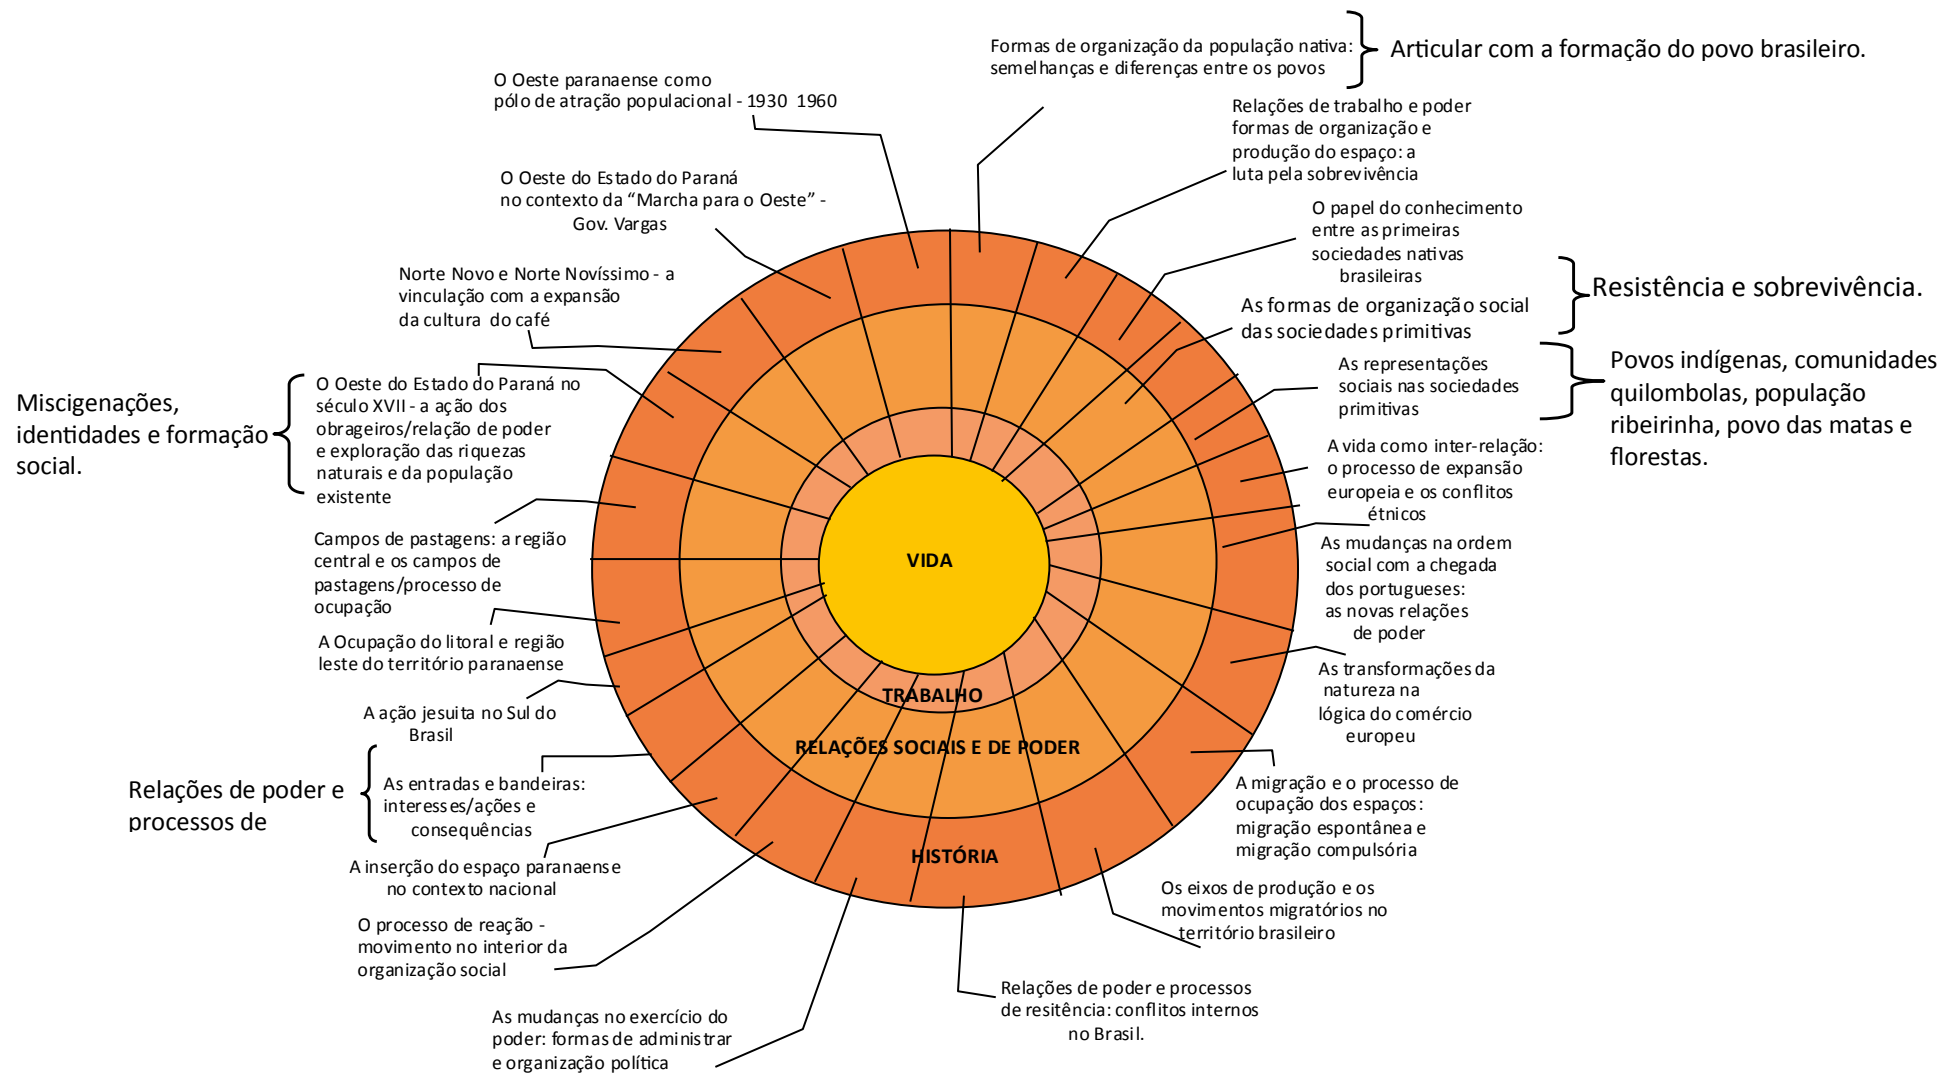 Formas de organização da população nativa:
semelhanças e diferenças entre os povos
Articular com a formação do povo brasileiro.
Relações de trabalho e poder
formas de organização e
produção do espaço: a
luta pela sobrevivência
O papel do conhecimento
entre as primeiras
sociedades nativas
brasileiras
As formas de organização social
das sociedades primitivas
Resistência e sobrevivência.
As representações
sociais nas sociedades
primitivas
Povos indígenas, comunidades
quilombolas, população
ribeirinha, povo das matas e
florestas.
A vida como inter-relação:
o processo de expansão
europeia e os conflitos
étnicos
As mudanças na ordem
social com a chegada
dos portugueses:
as novas relações
de poder
As transformações da
natureza na
lógica do comércio
europeu
A migração e o processo de
ocupação dos espaços:
migração espontânea e
migração compulsória
Os eixos de produção e os
movimentos migratórios no
território brasileiro
Relações de poder e processos
de resitência: conflitos internos
no Brasil.
As mudanças no exercício do
poder: formas de administrar
e organização política
O processo de reação -
movimento no interior da
organização social
A inserção do espaço paranaense
no contexto nacional
As entradas e bandeiras:
interesses/ações e
consequências
Relações de poder e
processos de
A ação jesuita no Sul do
Brasil
A Ocupação do litoral e região
leste do território paranaense
Campos de pastagens: a região
central e os campos de
pastagens/processo de
ocupação
O Oeste do Estado do Paraná no
século XVII - a ação dos
obrageiros/relação de poder
e exploração das riquezas
naturais e da população
existente
Miscigenações,
identidades e formação
social.
Norte Novo e Norte Novíssimo - a
vinculação com a expansão
da cultura do café
O Oeste do Estado do Paraná
no contexto da “Marcha para o Oeste” -
Gov. Vargas
O Oeste paranaense como
pólo de atração populacional - 1930 1960
VIDA
TRABALHO
RELAÇÕES SOCIAIS E DE PODER
HISTÓRIA